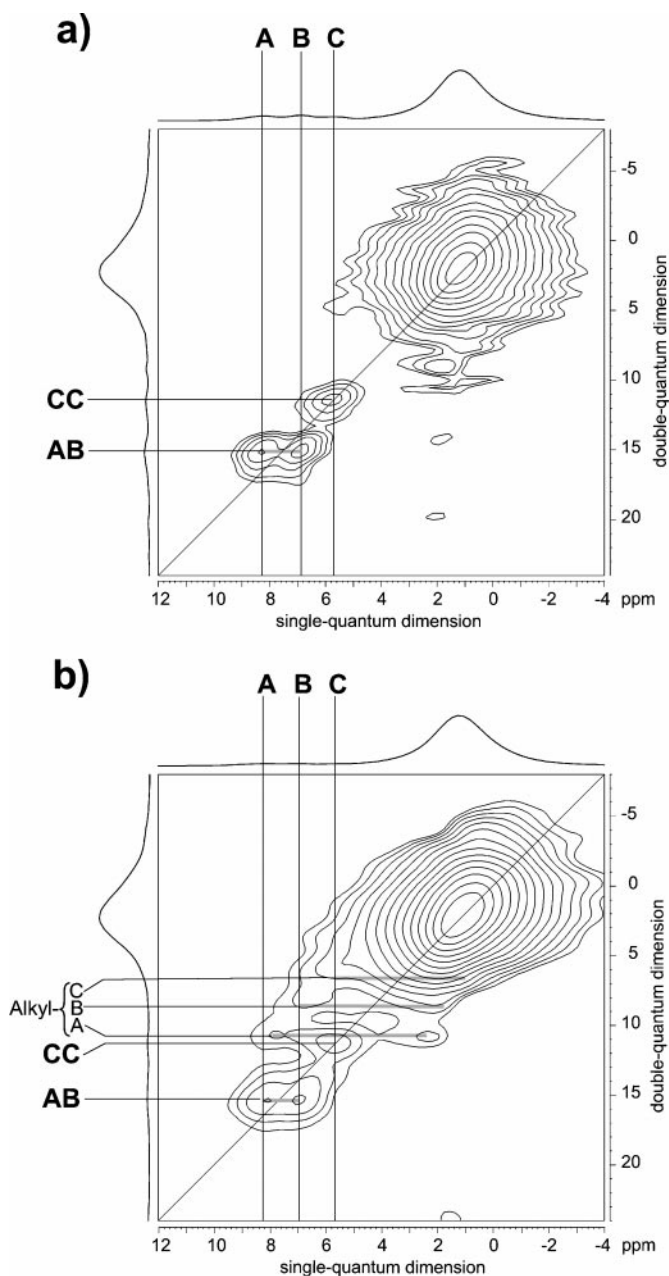 a)
A B C
-5
0
5
10
15
20
double-quantum dimension
CC
AB
12 10 8 6 4 2 0 -2 -4 ppm
single-quantum dimension
b)
A B C
-5
0
5
10
15
20
double-quantum dimension
Alkyl- { C
B
A
CC
AB
12 10 8 6 4 2 0 -2 -4 ppm
single-quantum dimension